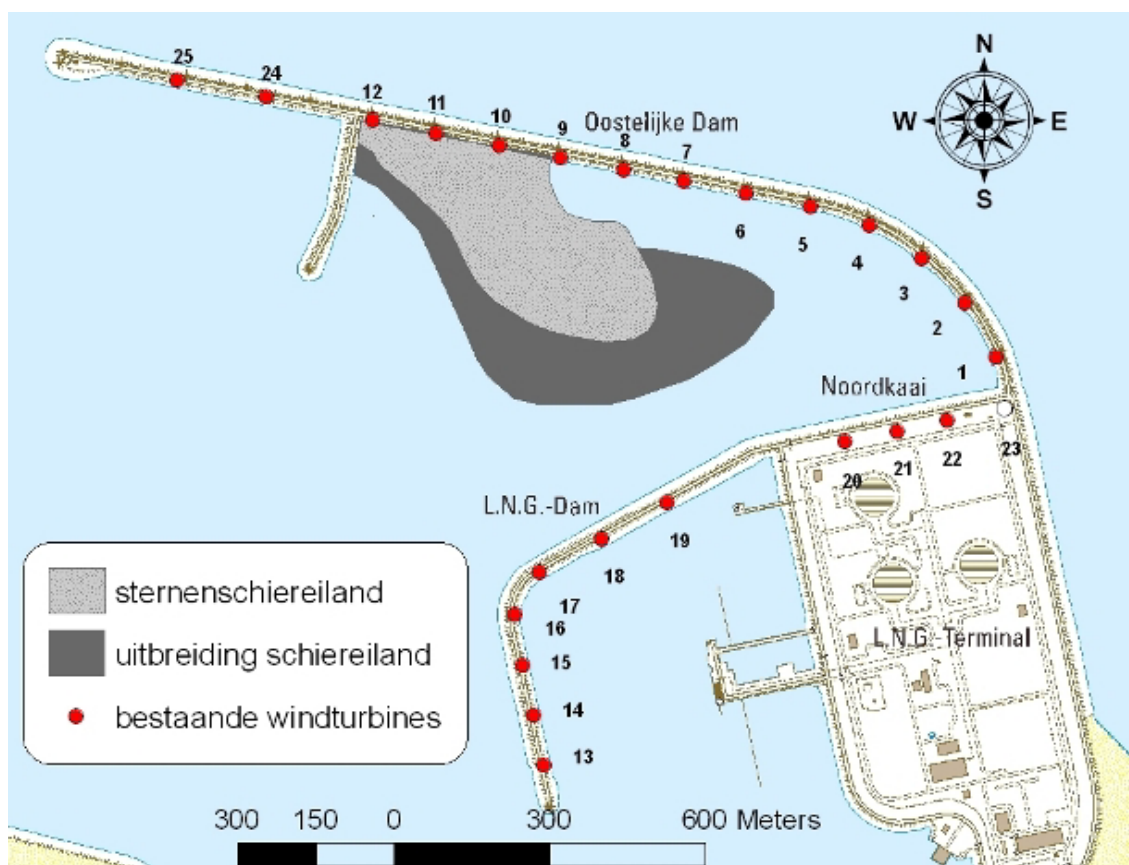 N
W E
S
25
24
12
11
10
9
Oostelijke Dam
8
7
6
5
4
3
2
1
Noordkaai
23
22
21
20
L.N.G.-Dam
19
18
17
16
15
14
13
L.N.G.-Terminal
sternenschiereiland
uitbreiding schiereiland
bestaande windturbines
300 150 0 300 600 Meters